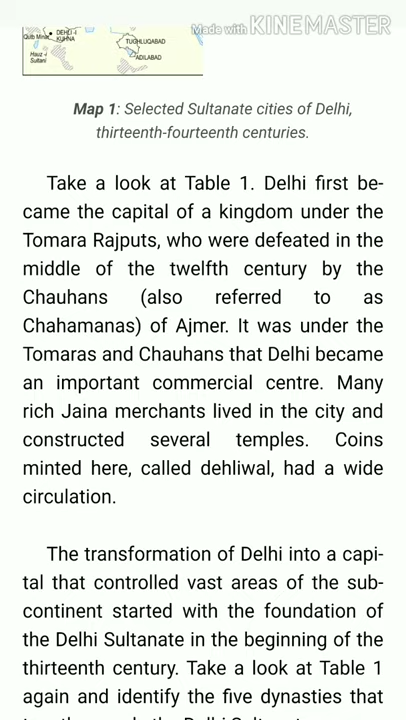 Made with KINEMASTER
DEHLI-I
KUHNA
Qutb Minar
TUGHLUQABAD
Hauz-i
Sultani
ADILABAD
Map 1: Selected Sultanate cities of Delhi,
thirteenth-fourteenth centuries.
Take a look at Table 1. Delhi first be-
came the capital of a kingdom under the
Tomara Rajputs, who were defeated in the
middle of the twelfth century by the
Chauhans (also referred to as
Chahamanas) of Ajmer. It was under the
Tomaras and Chauhans that Delhi became
an important commercial centre. Many
rich Jaina merchants lived in the city and
constructed several temples. Coins
minted here, called dehliwal, had a wide
circulation.
The transformation of Delhi into a capi-
tal that controlled vast areas of the sub-
continent started with the foundation of
the Delhi Sultanate in the beginning of the
thirteenth century. Take a look at Table 1
again and identify the five dynasties that